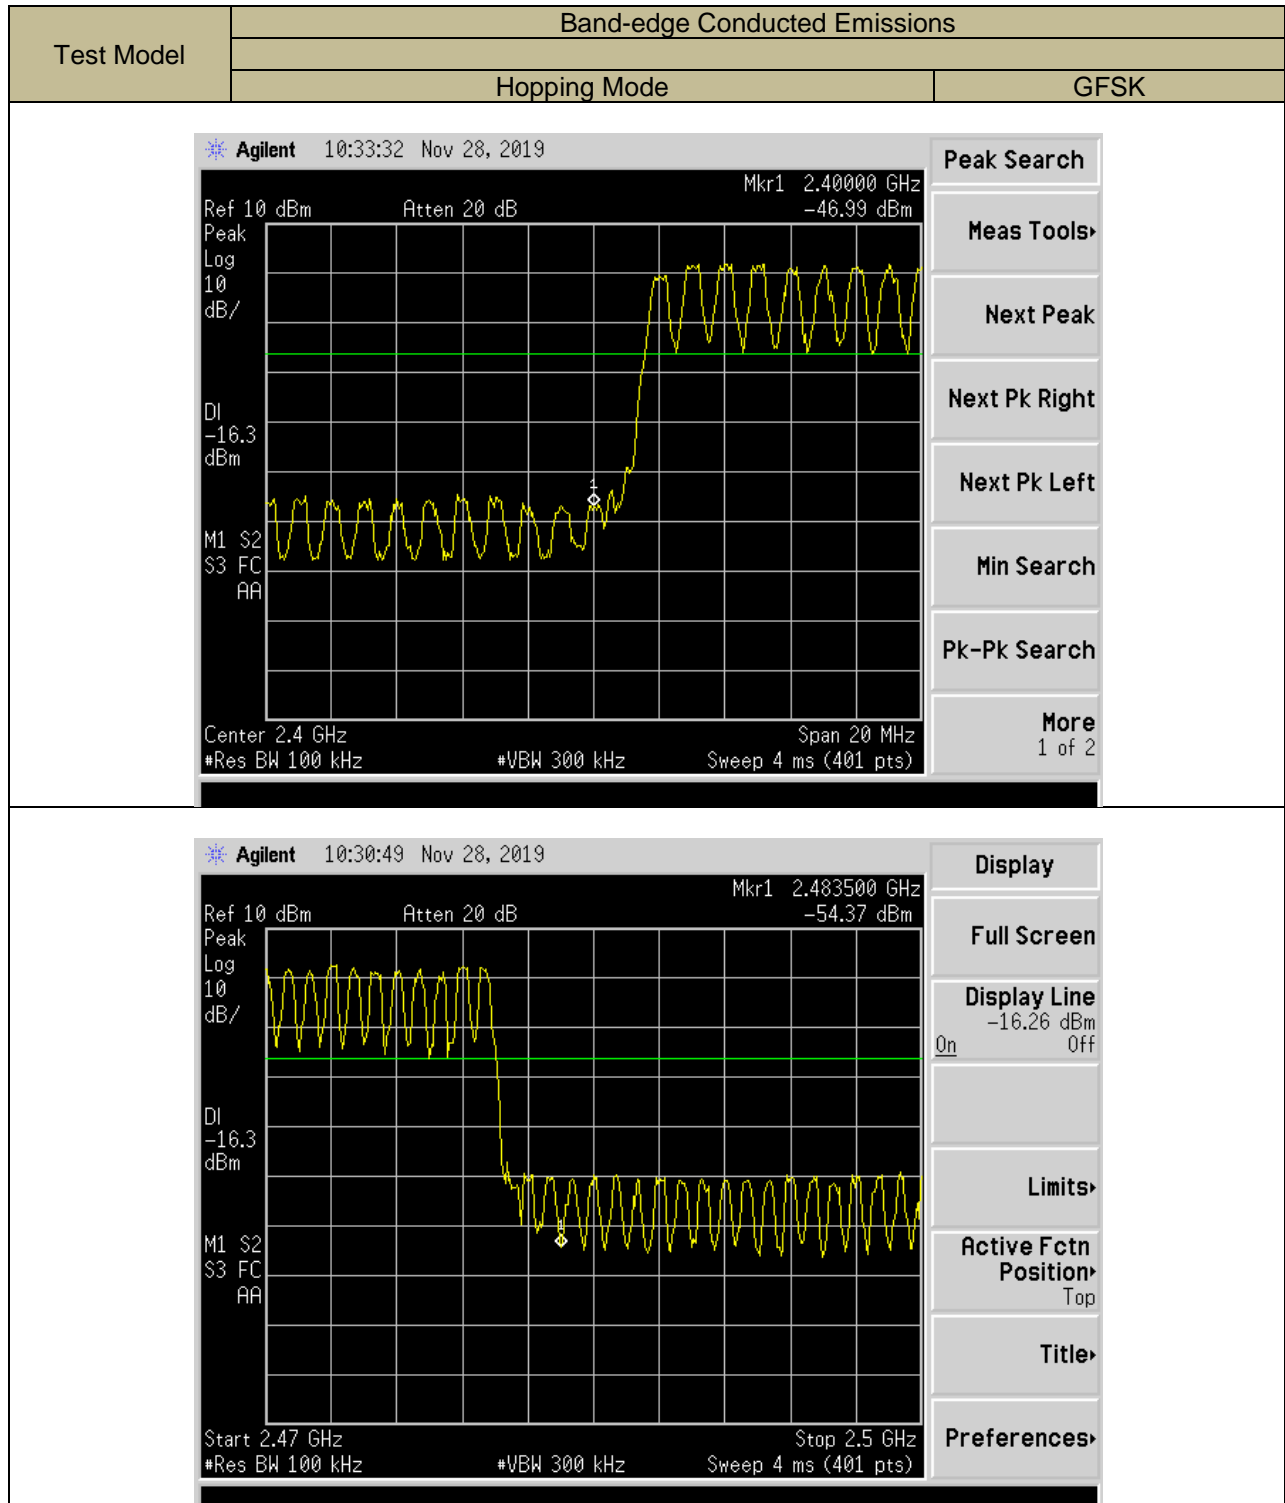 Test Model
Band-edge Conducted Emissions
Hopping Mode
GFSK
Agilent 10:33:32 Nov 28, 2019
Mkr1 2.40000 GHz
Ref 10 dBm Atten 20 dB -46.99 dBm
Peak
Log
10
dB/
DI
-16.3
dBm
M1 S2
S3 FC
AA
1
Center 2.4 GHz Span 20 MHz
#Res BW 100 kHz #VBW 300 kHz Sweep 4 ms (401 pts)
Peak Search
Meas Tools
Next Peak
Next Pk Right
Next Pk Left
Min Search
Pk-Pk Search
More
1 of 2
Agilent 10:30:49 Nov 28, 2019
Mkr1 2.483500 GHz
Ref 10 dBm Atten 20 dB -54.37 dBm
Peak
Log
10
dB/
DI
-16.3
dBm
M1 S2
S3 FC
AA
1
Start 2.47 GHz Stop 2.5 GHz
#Res BW 100 kHz #VBW 300 kHz Sweep 4 ms (401 pts)
Display
Full Screen
Display Line
-16.26 dBm
On Off
Limits
Active Fctn
Position
Top
Title
Preferences